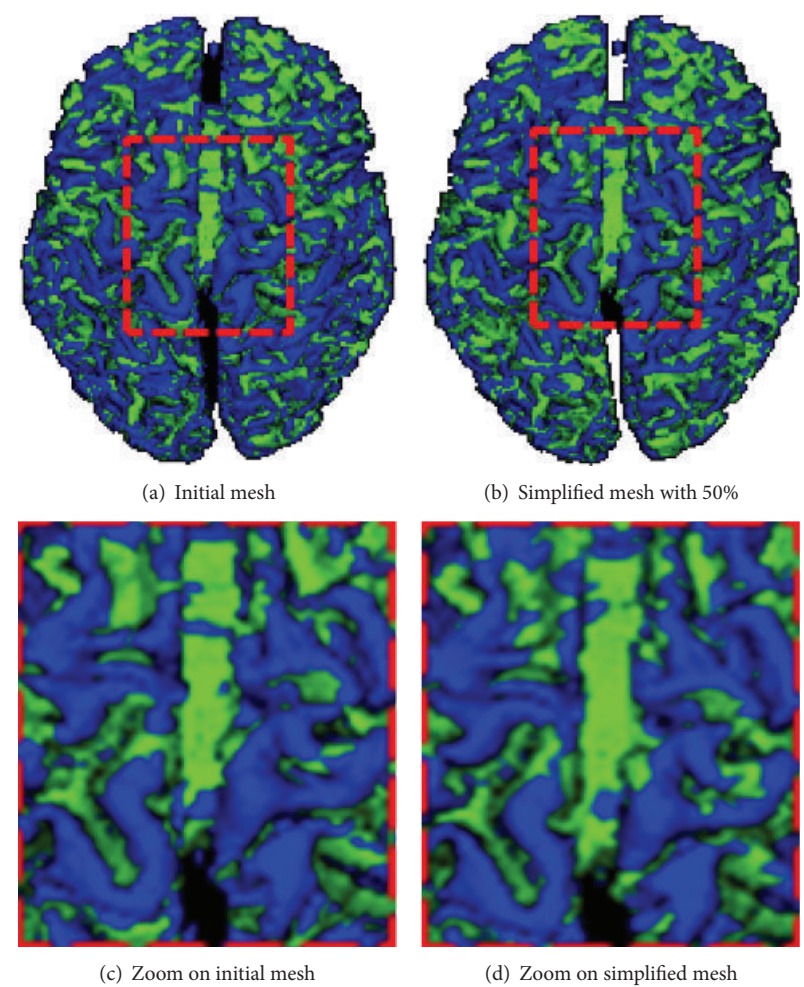 (a) Initial mesh
(b) Simplified mesh with 50%
(c) Zoom on initial mesh
(d) Zoom on simplified mesh